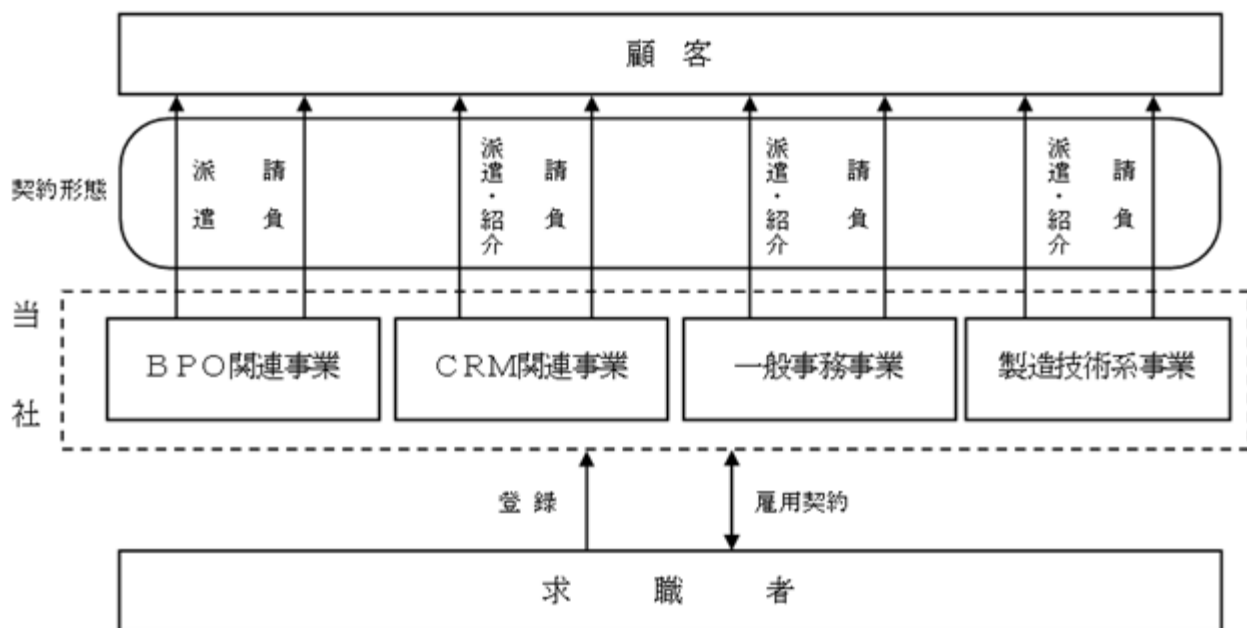 顧 客
契約形態
派遣
請負
派遣・紹介
請負
派遣・紹介
請負
派遣・紹介
請負
当社
ＢＰＯ関連事業
ＣＲＭ関連事業
一般事務事業
製造技術系事業
登 録
雇用契約
求 職 者